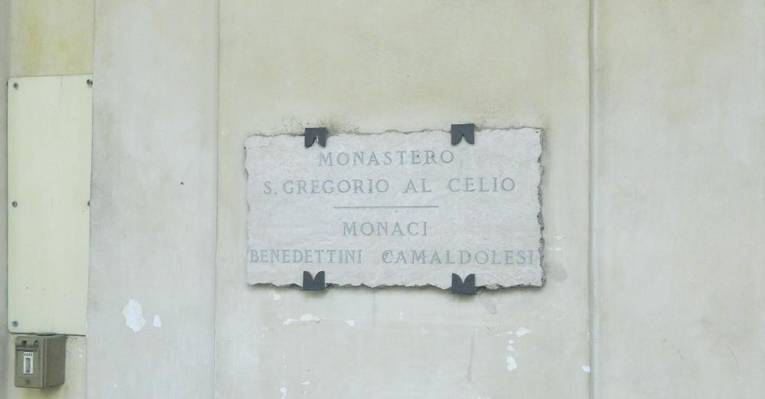 MONASTERO
S. GREGORIO AL CELIO
MONACI
BENEDETTINI CAMALDOLESI